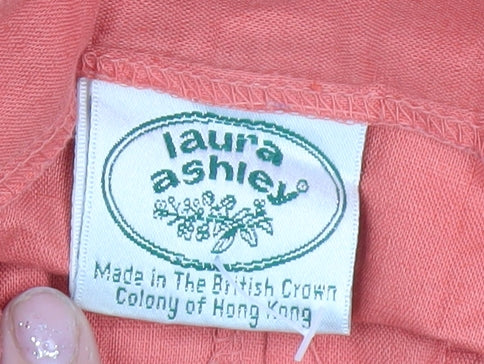 laura
ashley®
Made in The British Crown
Colony of Hong Kong